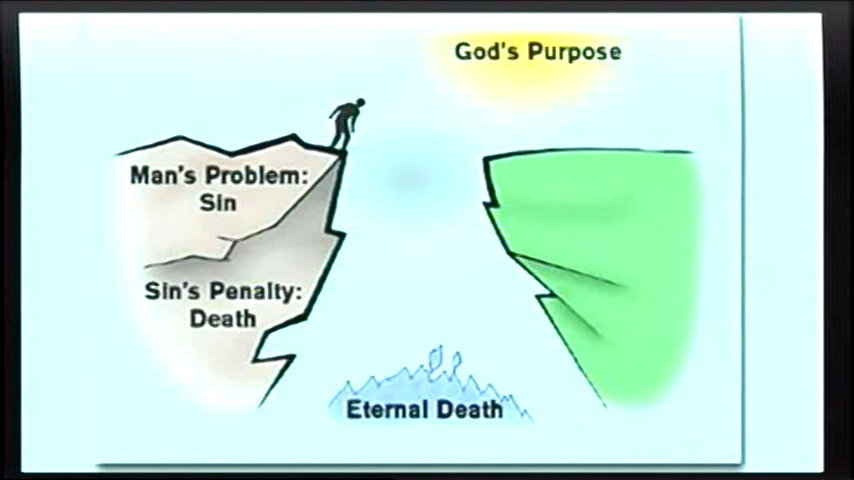 God's Purpose
Man's Problem:
Sin
Sin's Penalty:
Death
Eternal Death